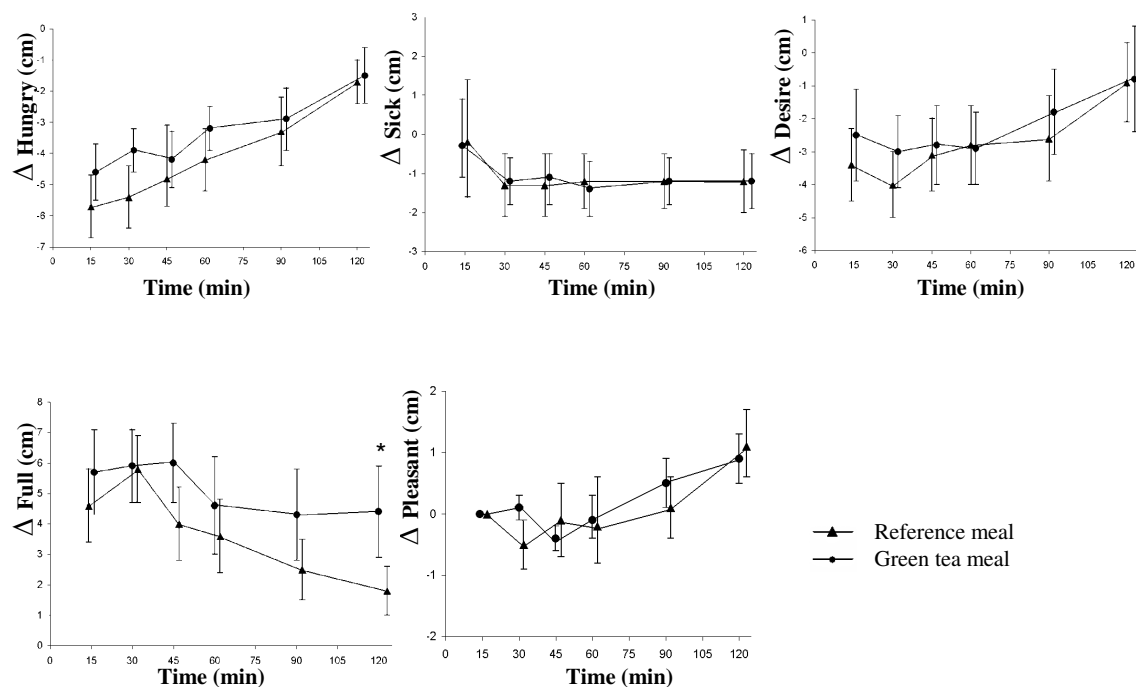 Δ Hungry (cm)
0
-1
-2
-3
-4
-5
-6
-7
0 15 30 45 60 75 90 105 120
Time (min)
Δ Sick (cm)
3
2
1
0
-1
-2
-3
0 15 30 45 60 75 90 105 120
Time (min)
Δ Desire (cm)
1
0
-1
-2
-3
-4
-5
-6
0 15 30 45 60 75 90 105 120
Time (min)
Δ Full (cm)
8
7
6
5
4
3
2
1
0
*
0 15 30 45 60 75 90 105 120
Time (min)
Δ Pleasant (cm)
2
1
0
-1
-2
0 15 30 45 60 75 90 105 120
Time (min)
Reference meal
Green tea meal